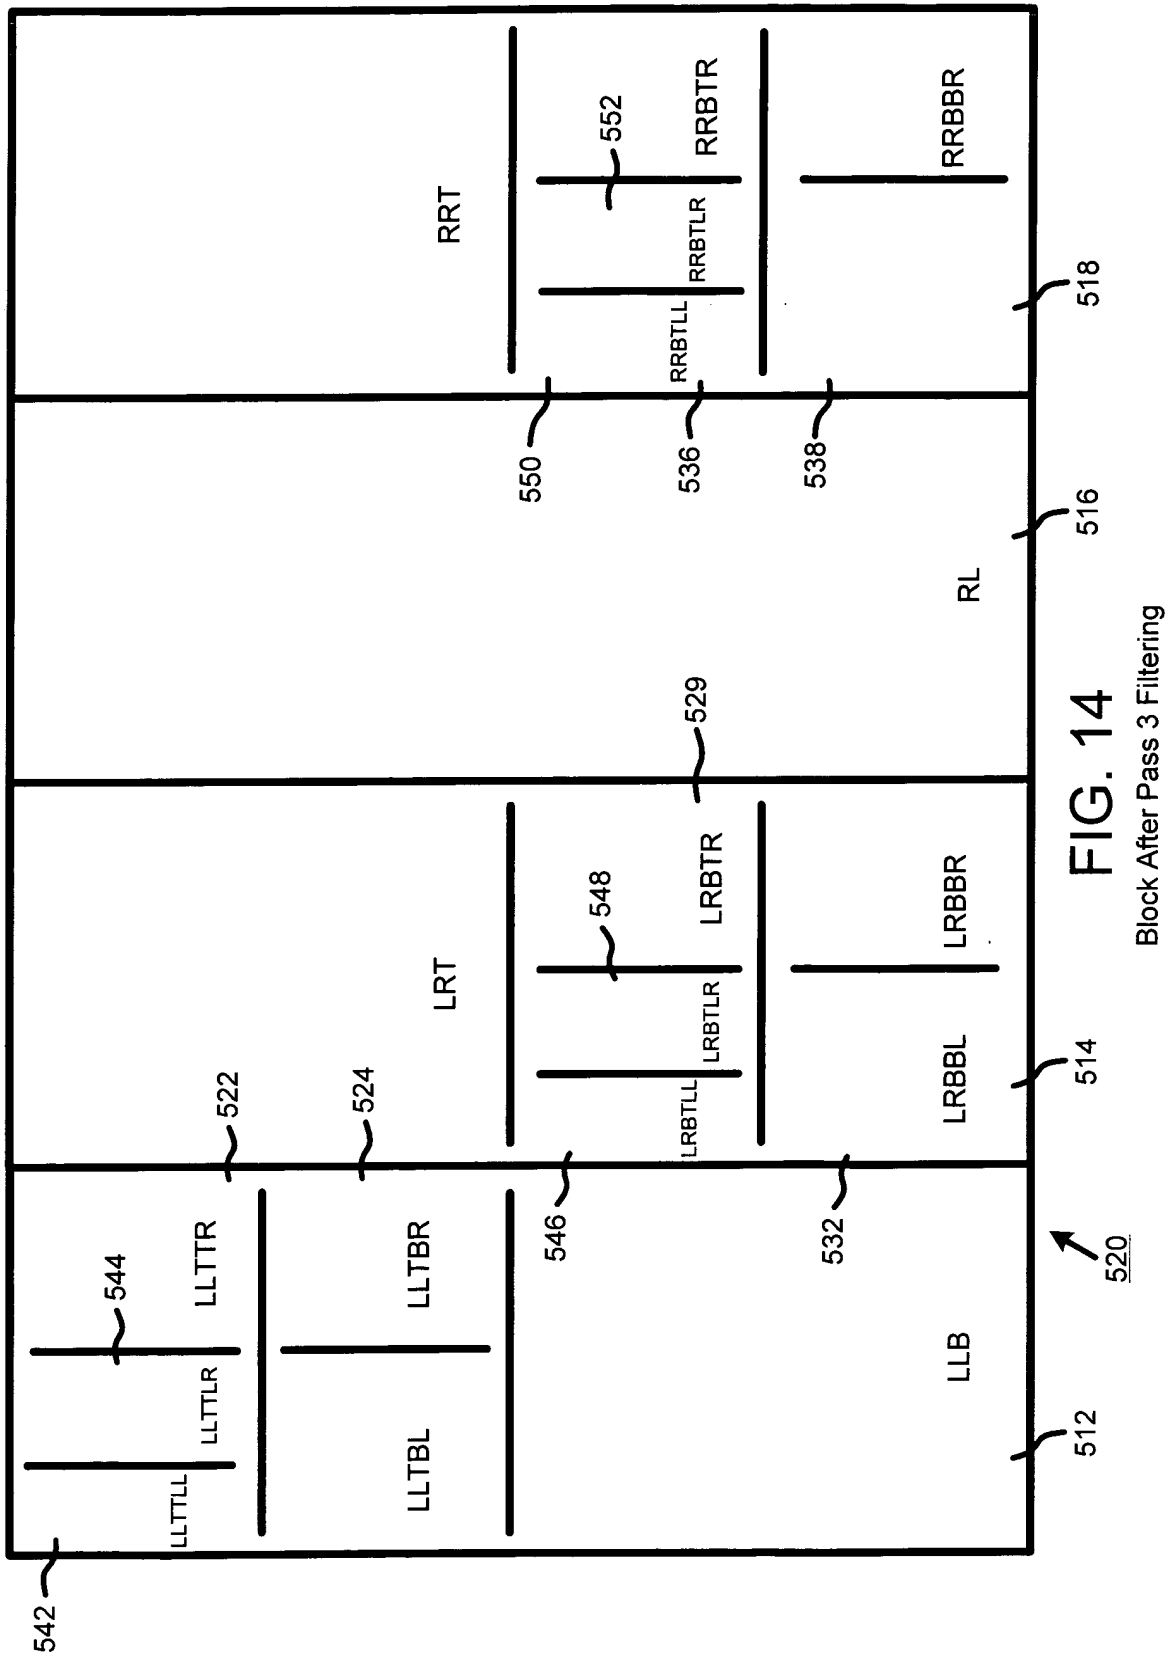 542
544
LLTTLL
LLTTLR
LLTTR
522
524
LLTBL
LLTBR
LRT
RRT
546
550
548
552
LRBTLL
LRBTLR
LRBTR
529
536
RRBTLL
RRBTLR
RRBTR
532
538
LLB
LRBBL
LRBBR
RL
RRBBR
512
514
516
518
520
FIG. 14
Block After Pass 3 Filtering